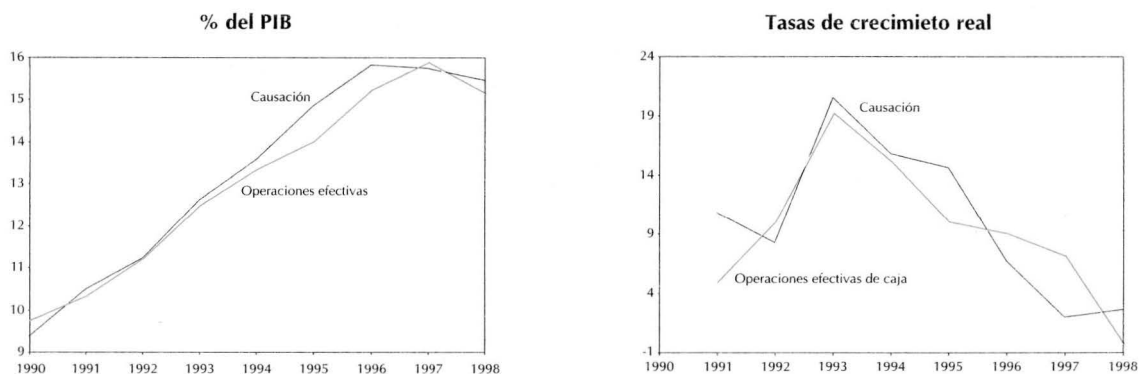 % del PIB
16
15
14
13
12
11
10
9
Causación
Operaciones efectivas
1990 1991 1992 1993 1994 1995 1996 1997 1998
Tasas de crecimieto real
24
19
14
9
4
-1
Causación
Operaciones efectivas de caja
1990 1991 1992 1993 1994 1995 1996 1997 1998